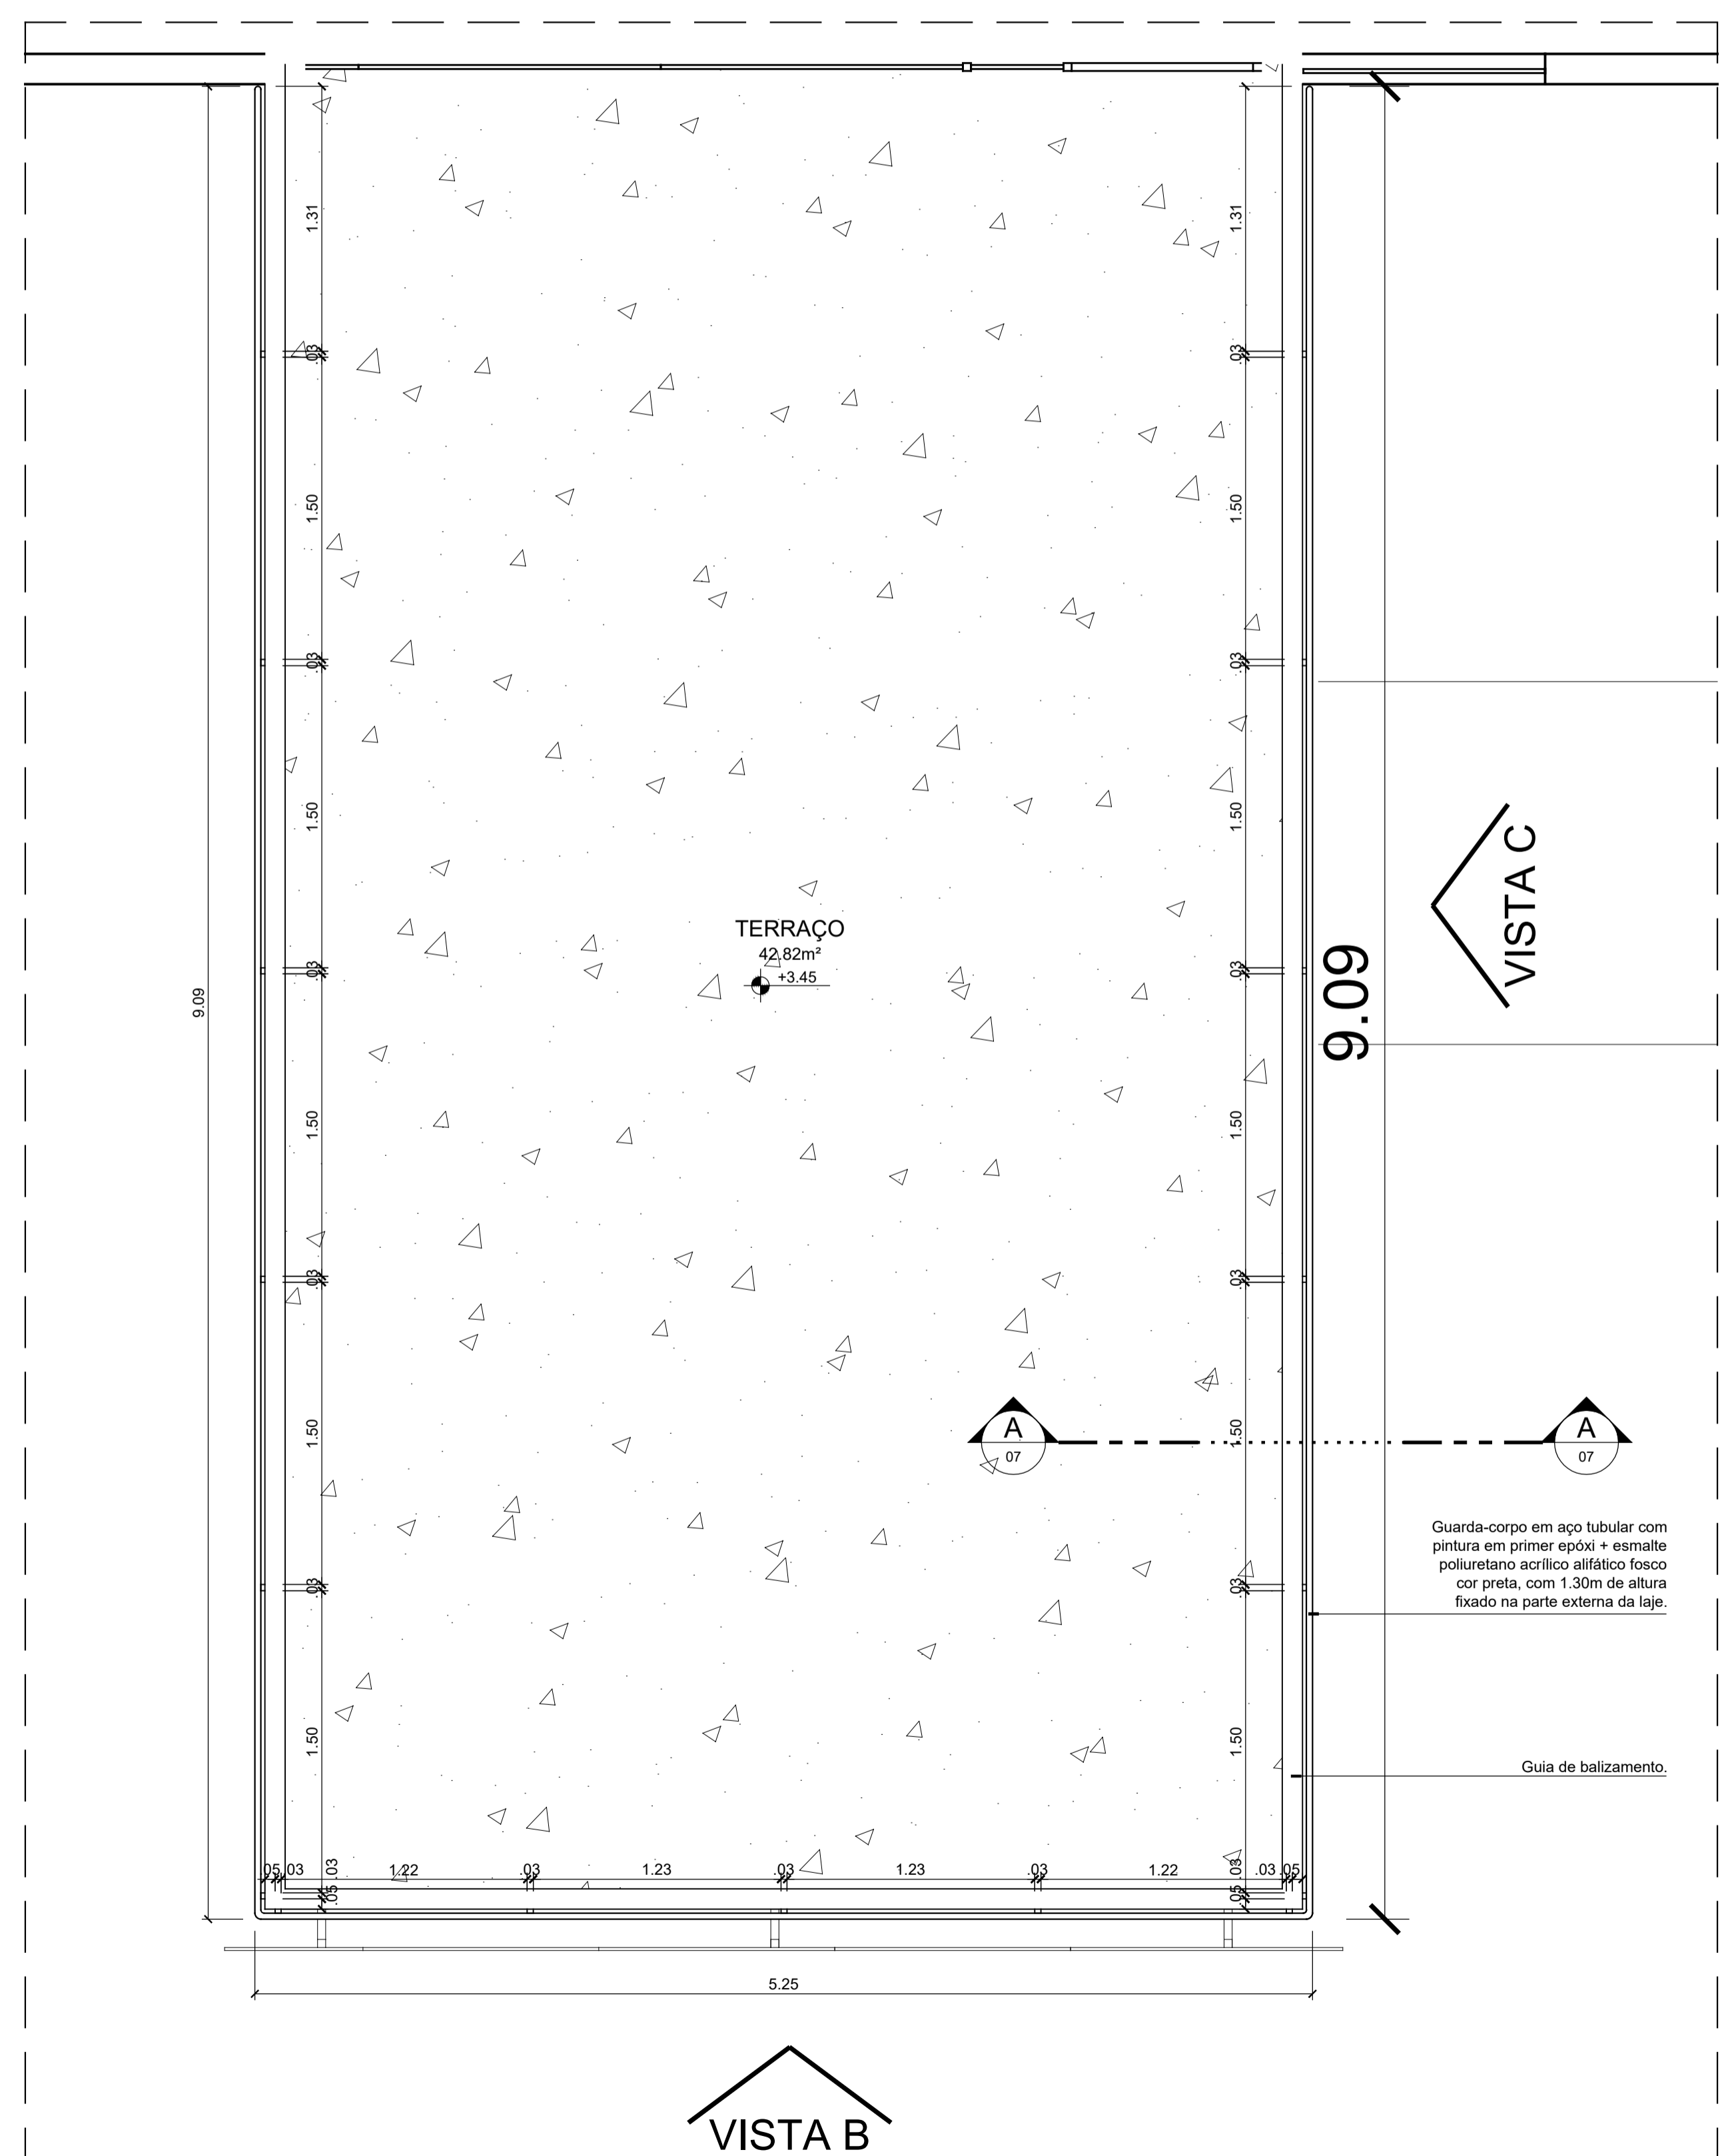 1.31
1.31
.03
.03
1.50
1.50
.03
.03
1.50
1.50
TERRAÇO
42.82m²
+3.45
.03
.03
9.09
9.09
VISTA C
1.50
1.50
.03
.03
1.50
1.50
A
07
A
07
Guarda-corpo em aço tubular com
pintura em primer epóxi + esmalte
poliuretano acrílico alifático fosco
cor preta, com 1.30m de altura
fixado na parte externa da laje.
.03
.03
1.50
1.50
Guia de balizamento.
.05 .03 1.22 .03 1.23 .03 1.23 .03 1.22 .03 .05
.05 .03
.05 .03
5.25
VISTA B